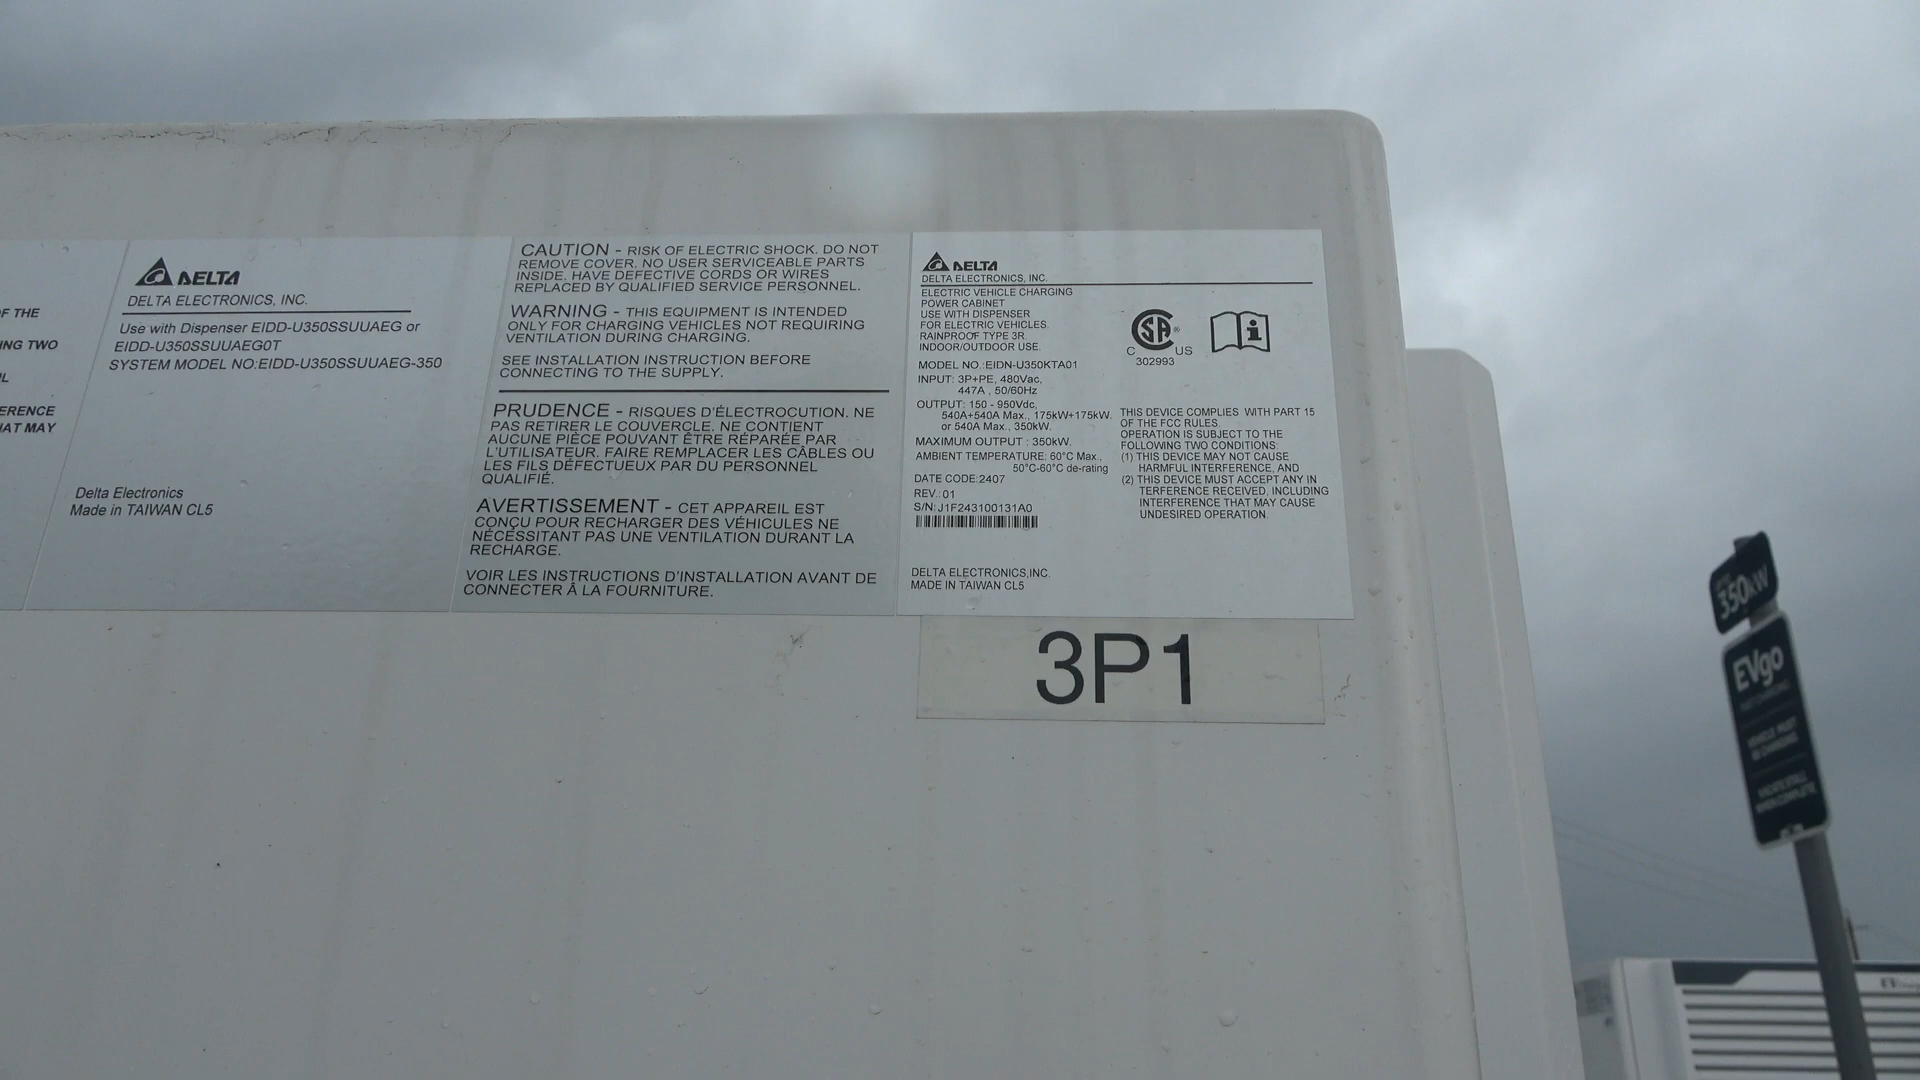 F THE
ING TWO
ERENCE
AT MAY
DELTA
DELTA ELECTRONICS, INC.
Use with Dispenser EIDD-U350SSUUAEG or
EIDD-U350SSUUAEG0T
SYSTEM MODEL NO:EIDD-U350SSUUAEG-350
Delta Electronics
Made in TAIWAN CL5
CAUTION - RISK OF ELECTRIC SHOCK. DO NOT
REMOVE COVER. NO USER SERVICEABLE PARTS
INSIDE. HAVE DEFECTIVE CORDS OR WIRES
REPLACED BY QUALIFIED SERVICE PERSONNEL.
WARNING - THIS EQUIPMENT IS INTENDED
ONLY FOR CHARGING VEHICLES NOT REQUIRING
VENTILATION DURING CHARGING.
SEE INSTALLATION INSTRUCTION BEFORE
CONNECTING TO THE SUPPLY.
PRUDENCE - RISQUES D'ÉLECTROCUTION. NE
PAS RETIRER LE COUVERCLE. NE CONTIENT
AUCUNE PIÈCE POUVANT ÊTRE RÉPARÉE PAR
L'UTILISATEUR. FAIRE REMPLACER LES CÂBLES OU
LES FILS DÉFECTUEUX PAR DU PERSONNEL
QUALIFIÉ.
AVERTISSEMENT - CET APPAREIL EST
CONÇU POUR RECHARGER DES VÉHICULES NE
NÉCESSITANT PAS UNE VENTILATION DURANT LA
RECHARGE.
VOIR LES INSTRUCTIONS D'INSTALLATION AVANT DE
CONNECTER À LA FOURNITURE.
DELTA
DELTA ELECTRONICS, INC.
ELECTRIC VEHICLE CHARGING
POWER CABINET
USE WITH DISPENSER
FOR ELECTRIC VEHICLES.
RAINPROOF TYPE 3R.
INDOOR/OUTDOOR USE.
MODEL NO.:EIDN-U350KTA01
INPUT: 3P+PE, 480Vac,
447A , 50/60Hz
OUTPUT: 150 - 950Vdc,
540A+540A Max., 175kW+175kW.
or 540A Max., 350kW.
MAXIMUM OUTPUT : 350kW.
AMBIENT TEMPERATURE: 60°C Max.,
50°C-60°C de-rating
DATE CODE:2407
REV.: 01
S/N: J1F243100131A0
DELTA ELECTRONICS,INC.
MADE IN TAIWAN CL5
SA ®
C US
302993
THIS DEVICE COMPLIES WITH PART 15
OF THE FCC RULES.
OPERATION IS SUBJECT TO THE
FOLLOWING TWO CONDITIONS:
(1) THIS DEVICE MAY NOT CAUSE
HARMFUL INTERFERENCE, AND
(2) THIS DEVICE MUST ACCEPT ANY IN
TERFERENCE RECEIVED, INCLUDING
INTERFERENCE THAT MAY CAUSE
UNDESIRED OPERATION.
3P1
350kW
EVgo
VEHICLE MUST
BE CHARGING
WHEN COMPLETE